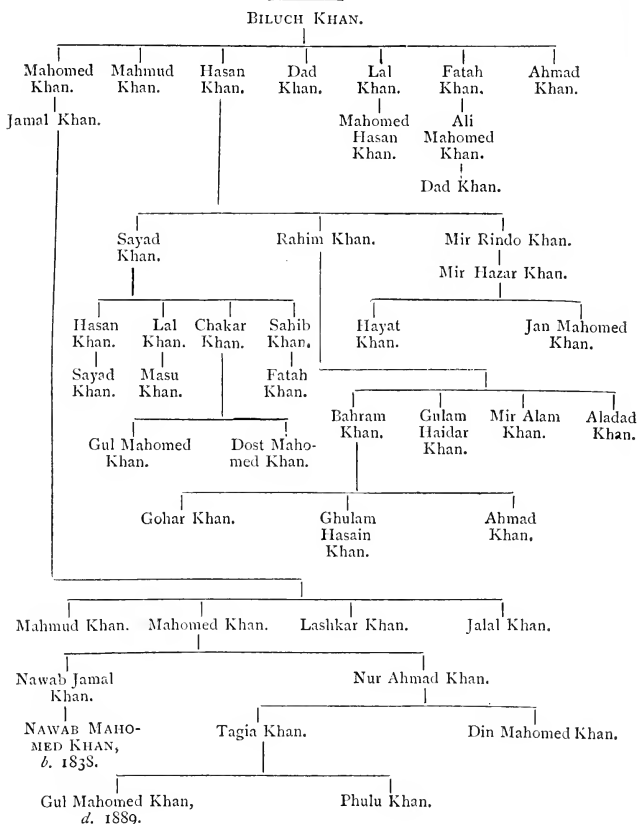 BILUCH KHAN.
Mahomed Khan. Mahmud Khan. Hasan Khan. Dad Khan. Lal Khan. Fatah Khan. Ahmad Khan.
Jamal Khan. Mahomed Hasan Khan. Ali Mahomed Khan.
Dad Khan.
Sayad Khan. Rahim Khan. Mir Rindo Khan.
Mir Hazar Khan.
Hasan Khan. Lal Khan. Chakar Khan. Sahib Khan. Hayat Khan. Jan Mahomed Khan.
Sayad Khan. Masu Khan. Fatah Khan.
Bahram Khan. Gulam Haidar Khan. Mir Alam Khan. Aladad Khan.
Gul Mahomed Khan. Dost Maho-med Khan.
Gohar Khan. Ghulam Hasain Khan. Ahmad Khan.
Mahmud Khan. Mahomed Khan. Lashkar Khan. Jalal Khan.
Nawab Jamal Khan. Nur Ahmad Khan.
NAWAB MAHO-
MED KHAN,
b. 1838.
Tagia Khan. Din Mahomed Khan.
Gul Mahomed Khan,
d. 1889.
Phulu Khan.